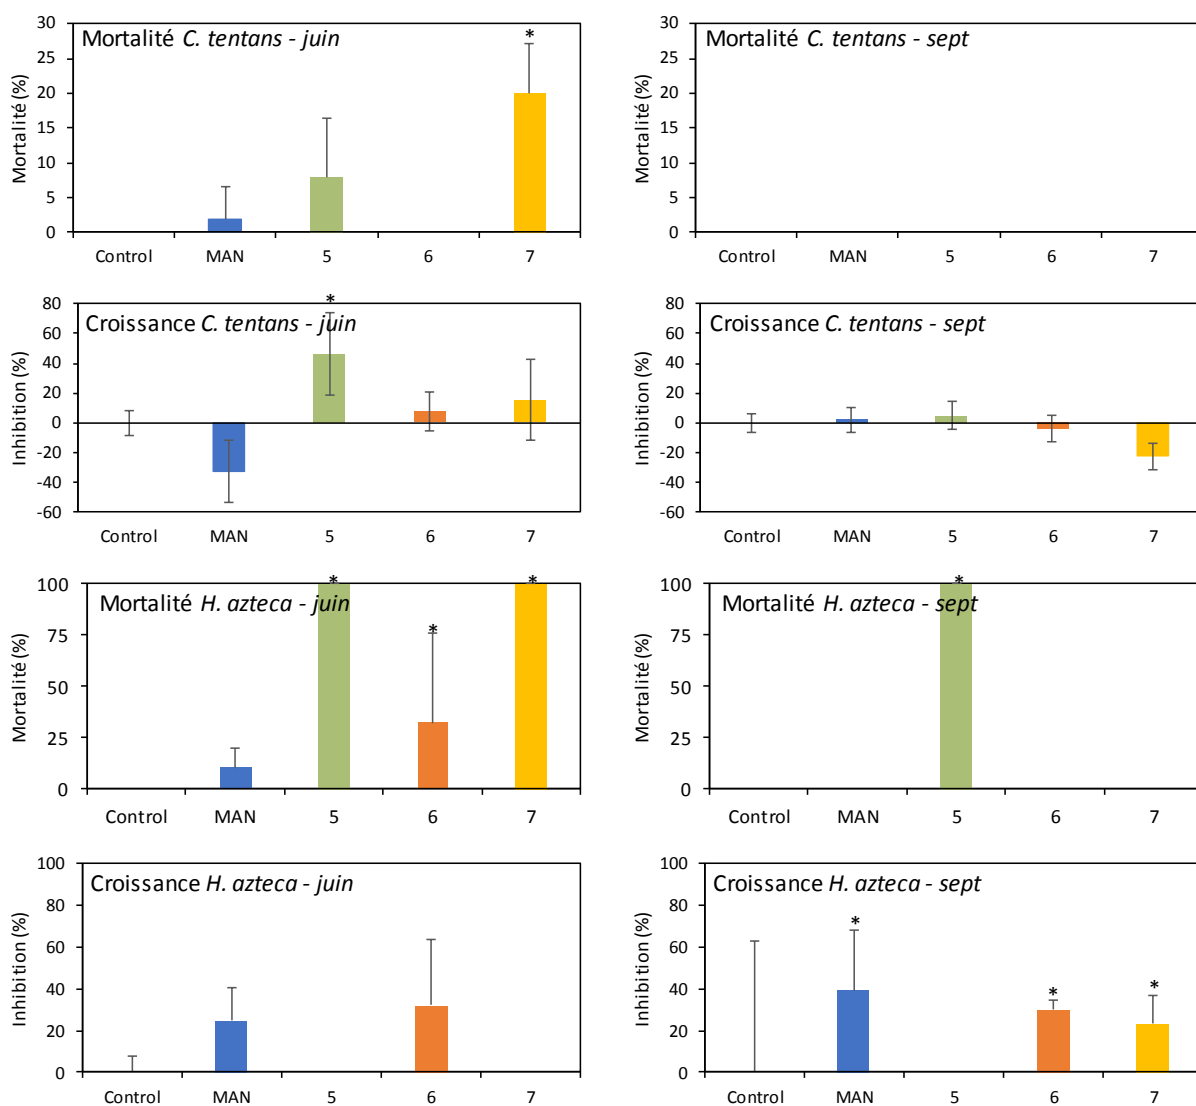 Mortalité C. tentans - juin
*
Mortalité (%)
30
25
20
15
10
5
0
Control MAN 5 6 7
Mortalité C. tentans - sept
Mortalité (%)
30
25
20
15
10
5
0
Control MAN 5 6 7
Croissance C. tentans - juin
*
Inhibition (%)
80
60
40
20
0
-20
-40
-60
Control MAN 5 6 7
Croissance C. tentans - sept
Inhibition (%)
80
60
40
20
0
-20
-40
-60
Control MAN 5 6 7
Mortalité H. azteca - juin
* * *
Mortalité (%)
100
75
50
25
0
Control MAN 5 6 7
Mortalité H. azteca - sept
*
Mortalité (%)
100
75
50
25
0
Control MAN 5 6 7
Croissance H. azteca - juin
Inhibition (%)
100
80
60
40
20
0
Control MAN 5 6 7
Croissance H. azteca - sept
* * *
Inhibition (%)
100
80
60
40
20
0
Control MAN 5 6 7